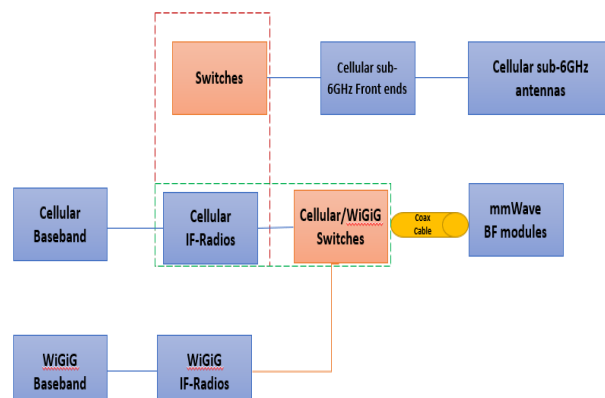 Switches
Cellular sub-
6GHz Front ends
Cellular sub-6GHz
antennas
Cellular
Baseband
Cellular
IF-Radios
Cellular/WiGiG
Switches
Coax
Cable
mmWave
BF modules
WiGiG
Baseband
WiGiG
IF-Radios